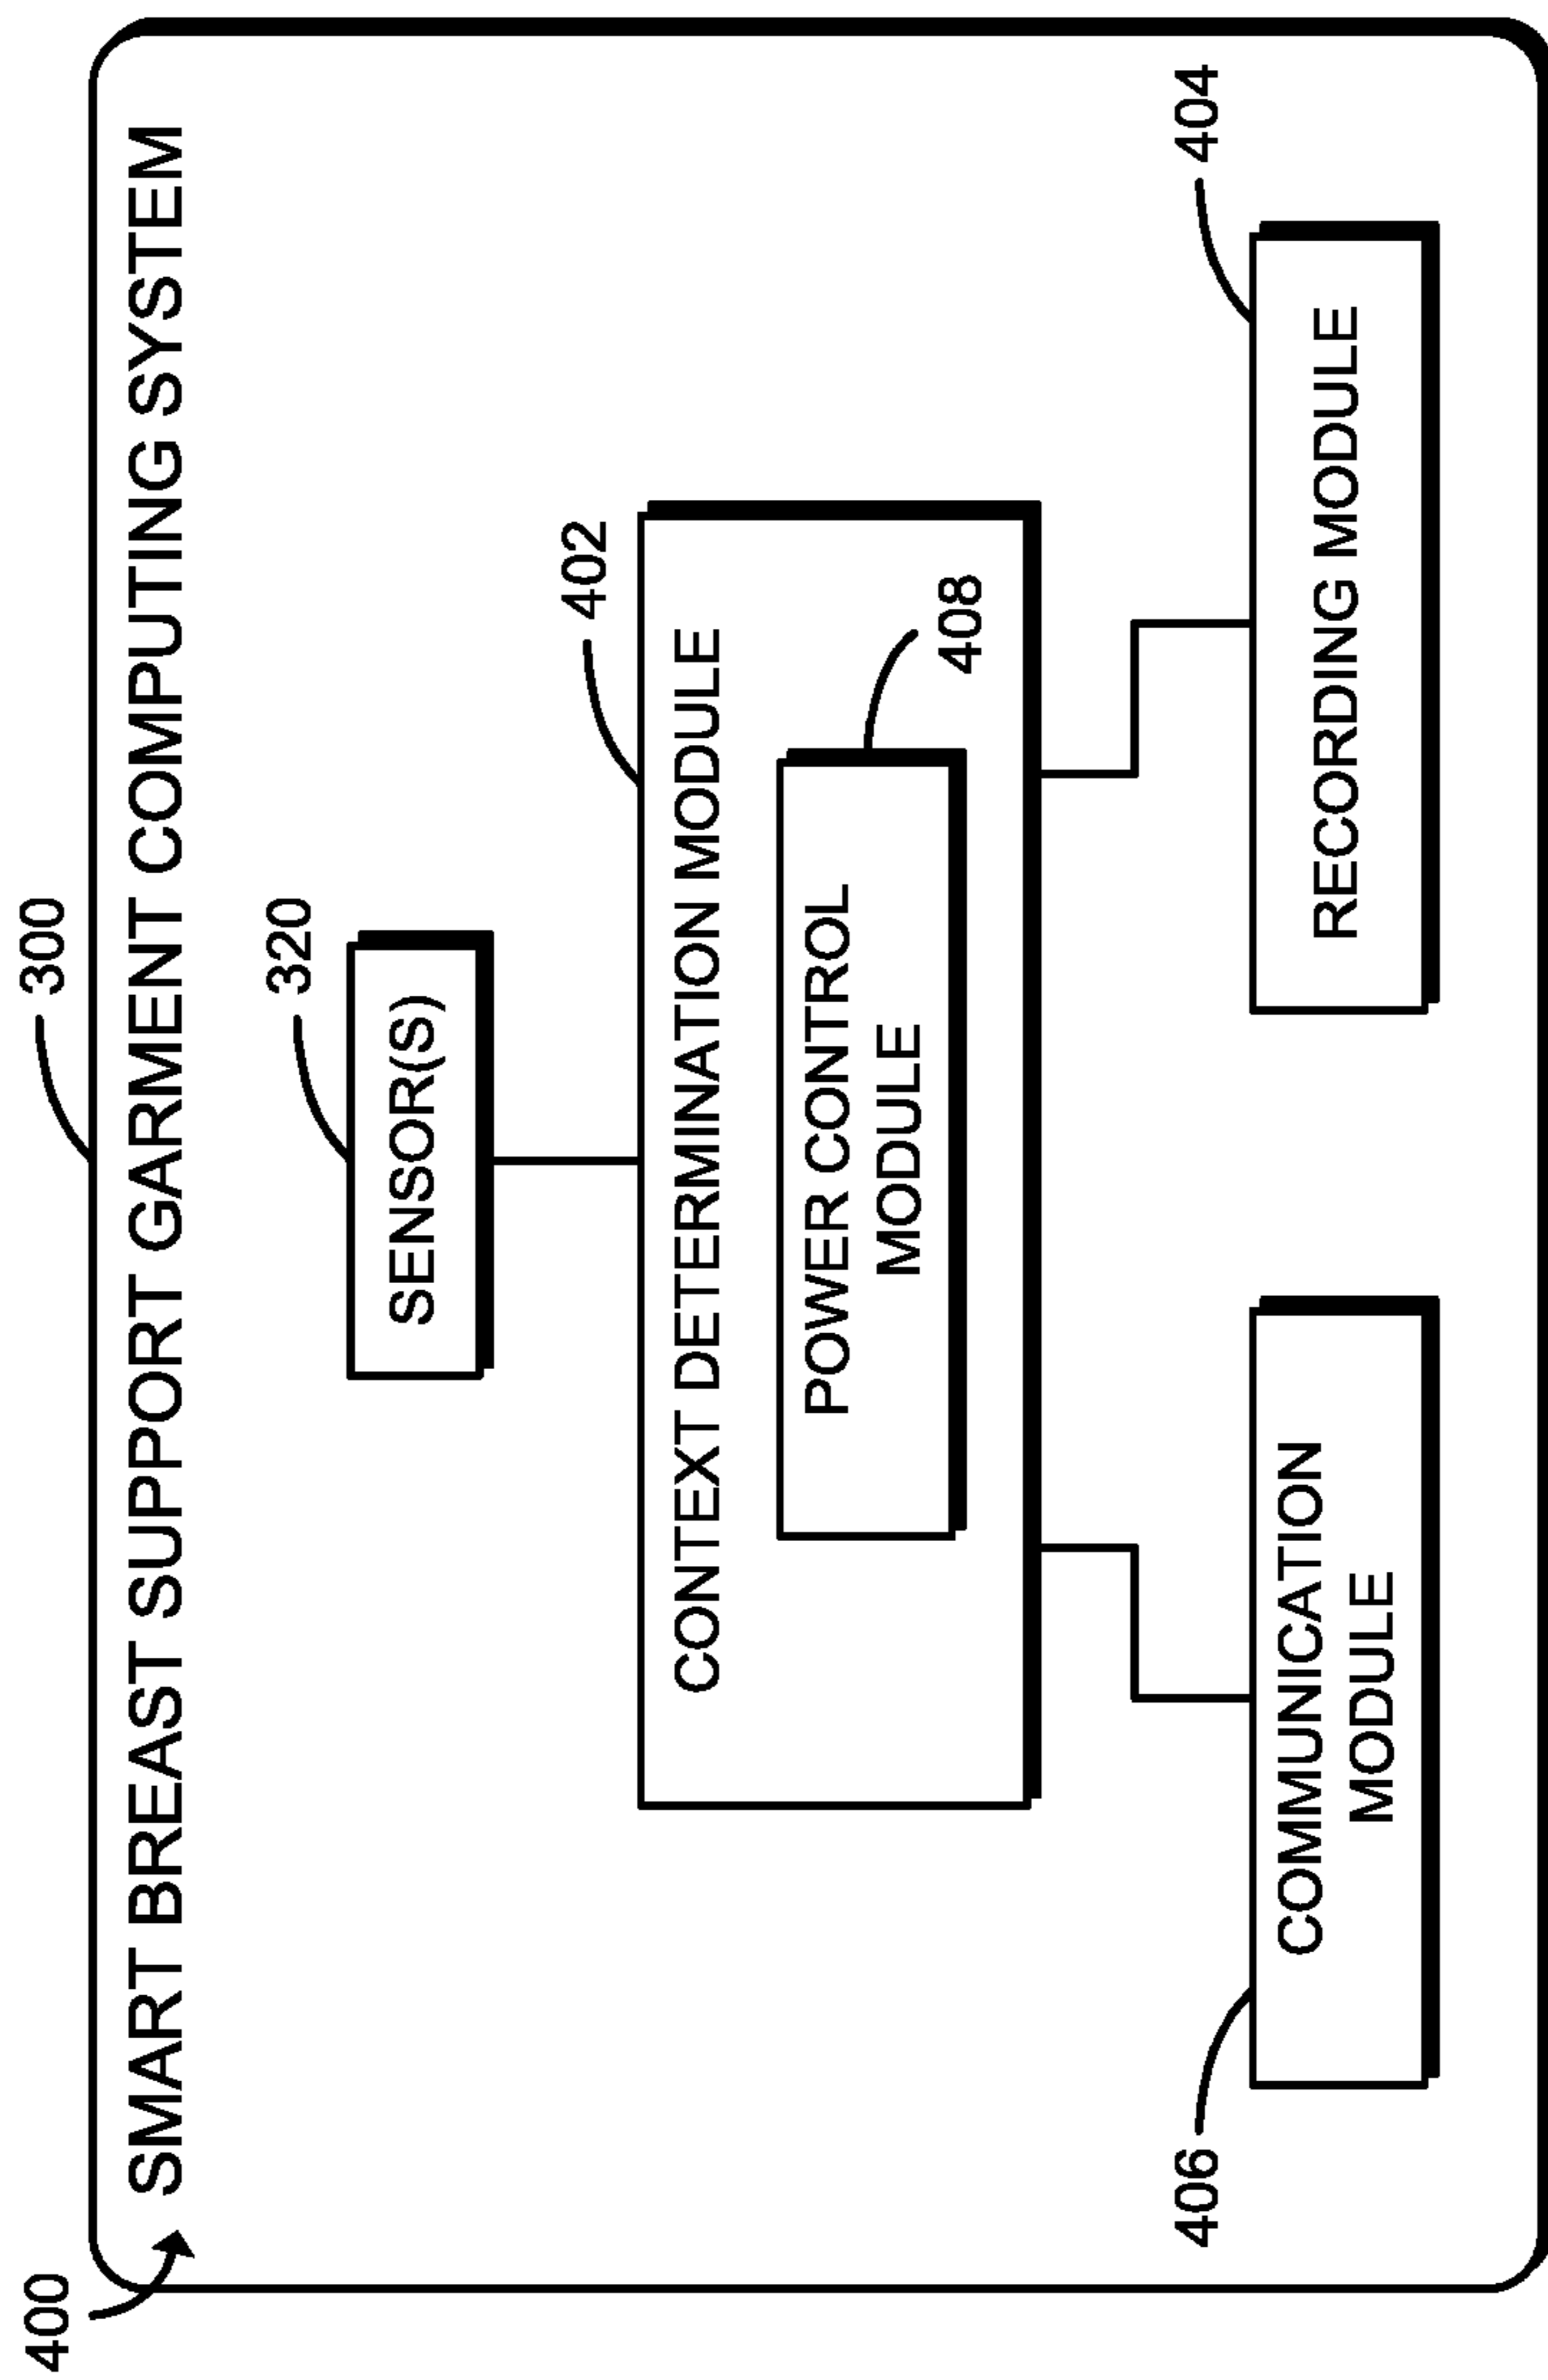 400
300
SMART BREAST SUPPORT GARMENT COMPUTING SYSTEM
320
SENSOR(S)
402
CONTEXT DETERMINATION MODULE
POWER CONTROL
MODULE
408
406
COMMUNICATION
MODULE
404
RECORDING MODULE